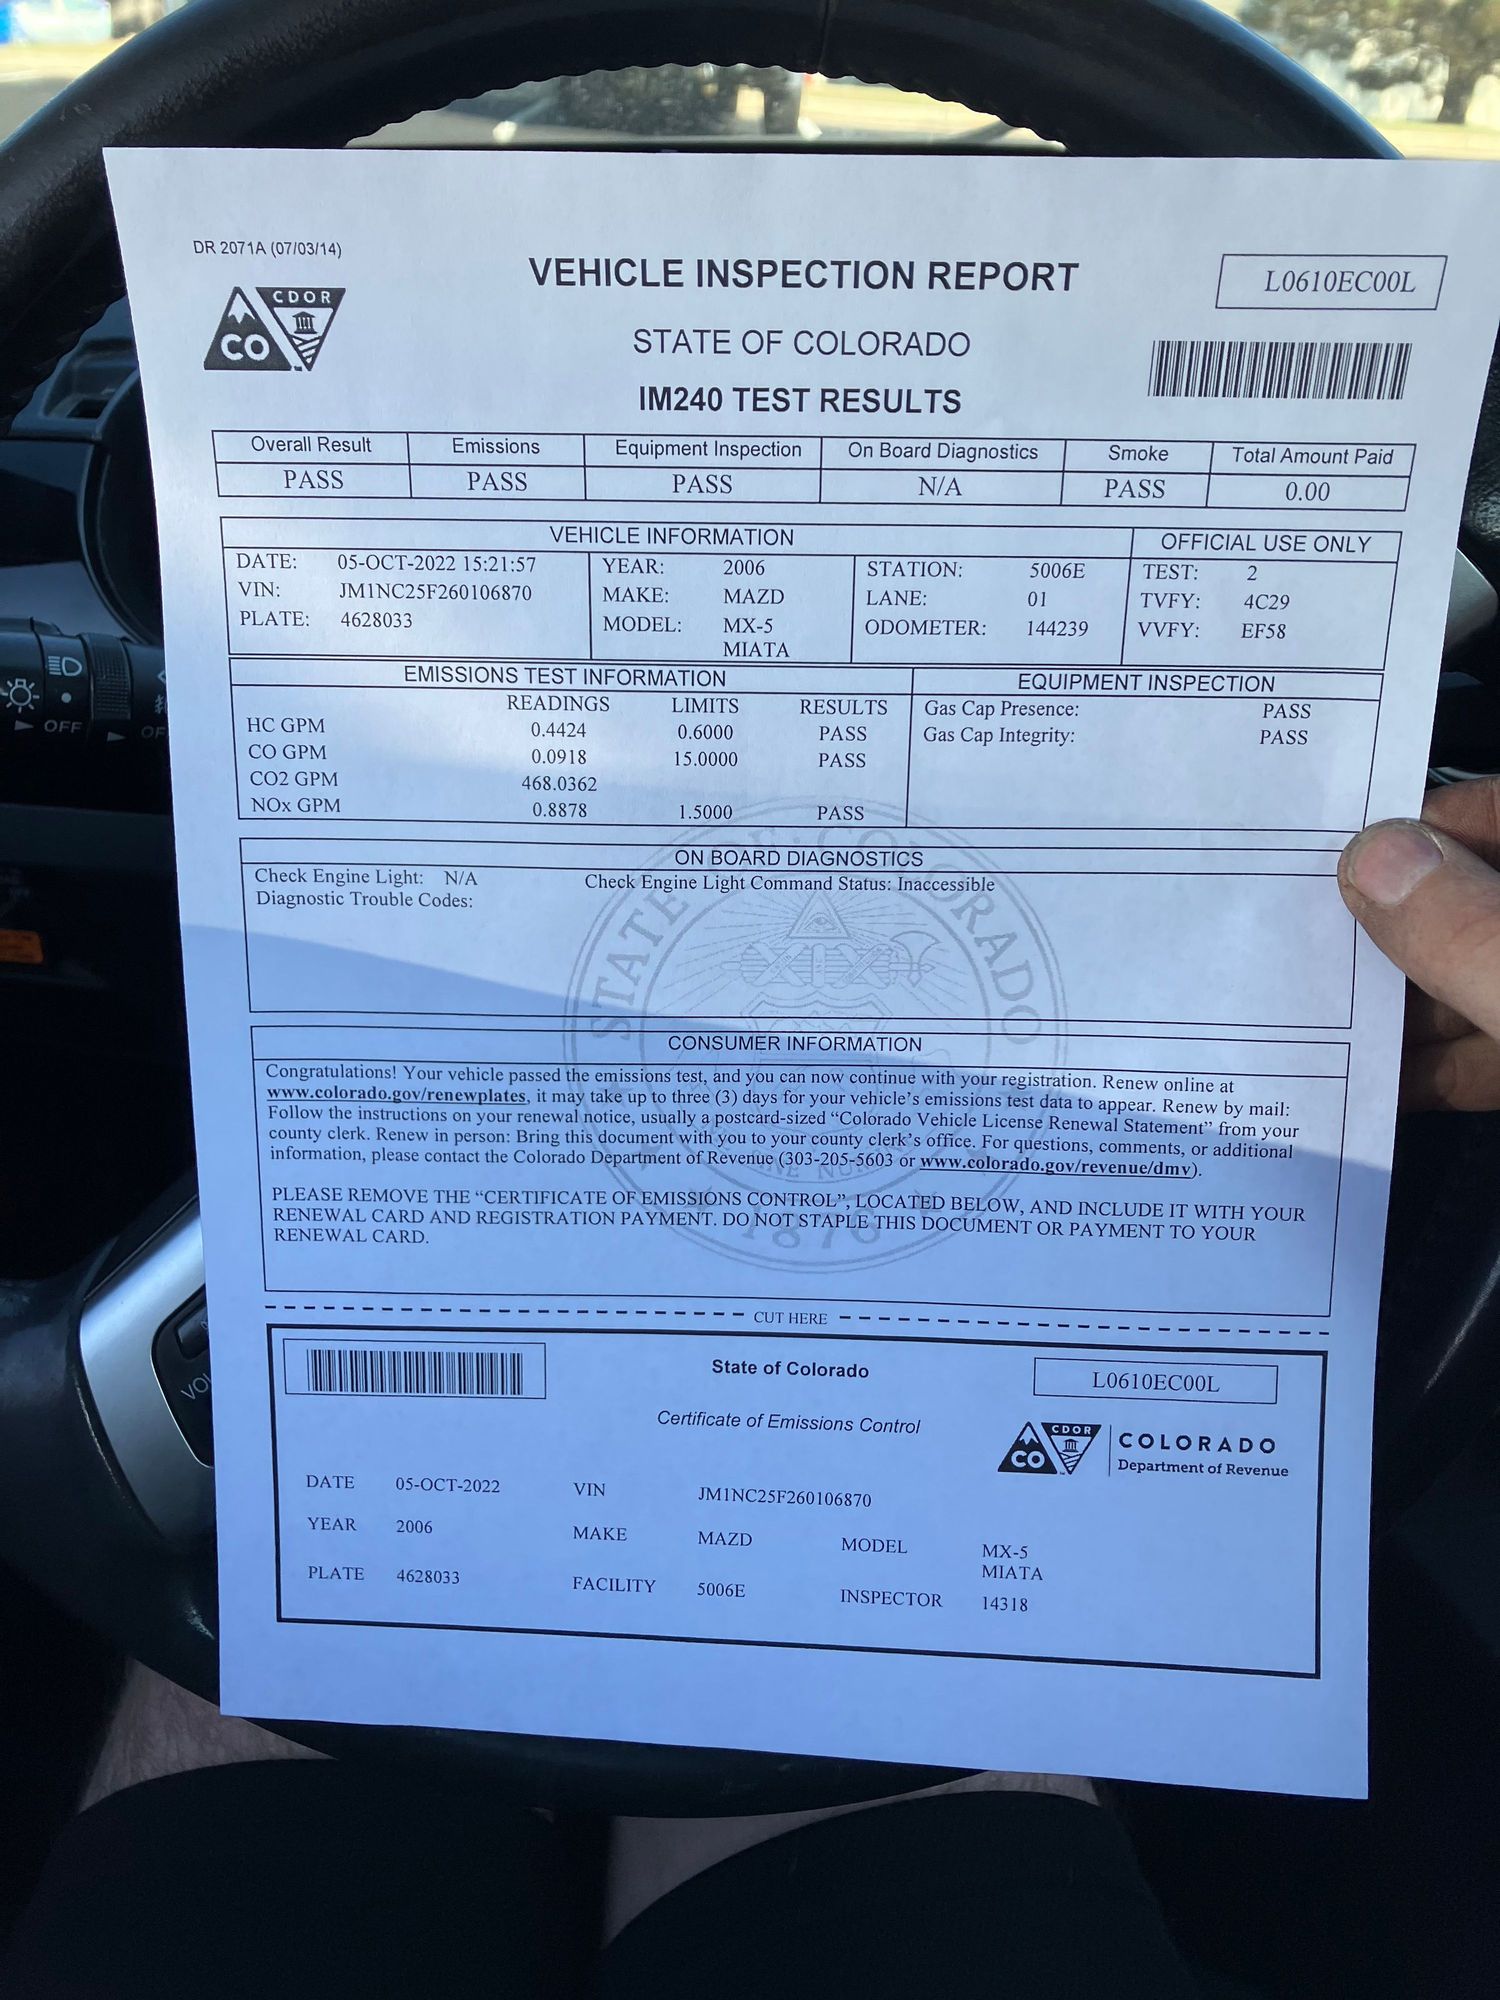 DR 2071A (07/03/14)
CDOR
CO
VEHICLE INSPECTION REPORT
L0610EC00L
STATE OF COLORADO
IM240 TEST RESULTS
Overall Result Emissions Equipment Inspection On Board Diagnostics Smoke Total Amount Paid
PASS PASS PASS N/A PASS 0.00
VEHICLE INFORMATION OFFICIAL USE ONLY
DATE: 05-OCT-2022 15:21:57 YEAR: 2006 STATION: 5006E TEST: 2
VIN: JM1NC25F260106870 MAKE: MAZD LANE: 01 TVFY: 4C29
PLATE: 4628033 MODEL: MX-5 ODOMETER: 144239 VVFY: EF58
MIATA
EMISSIONS TEST INFORMATION EQUIPMENT INSPECTION
READINGS LIMITS RESULTS Gas Cap Presence: PASS
HC GPM 0.4424 0.6000 PASS Gas Cap Integrity: PASS
CO GPM 0.0918 15.0000 PASS
CO2 GPM 468.0362
NOx GPM 0.8878 1.5000 PASS
ON BOARD DIAGNOSTICS
Check Engine Light: N/A Check Engine Light Command Status: Inaccessible
Diagnostic Trouble Codes:
STATE OF COLORADO
1876
CONSUMER INFORMATION
Congratulations! Your vehicle passed the emissions test, and you can now continue with your registration. Renew online at
www.colorado.gov/renewplates, it may take up to three (3) days for your vehicle's emissions test data to appear. Renew by mail:
Follow the instructions on your renewal notice, usually a postcard-sized “Colorado Vehicle License Renewal Statement” from your
county clerk. Renew in person: Bring this document with you to your county clerk's office. For questions, comments, or additional
information, please contact the Colorado Department of Revenue (303-205-5603 or www.colorado.gov/revenue/dmv).
PLEASE REMOVE THE “CERTIFICATE OF EMISSIONS CONTROL”, LOCATED BELOW, AND INCLUDE IT WITH YOUR
RENEWAL CARD AND REGISTRATION PAYMENT. DO NOT STAPLE THIS DOCUMENT OR PAYMENT TO YOUR
RENEWAL CARD.
CUT HERE
State of Colorado
L0610EC00L
Certificate of Emissions Control
CDOR
CO
COLORADO
Department of Revenue
DATE 05-OCT-2022 VIN JM1NC25F260106870
YEAR 2006 MAKE MAZD MODEL MX-5
MIATA
PLATE 4628033 FACILITY 5006E INSPECTOR 14318
OFF